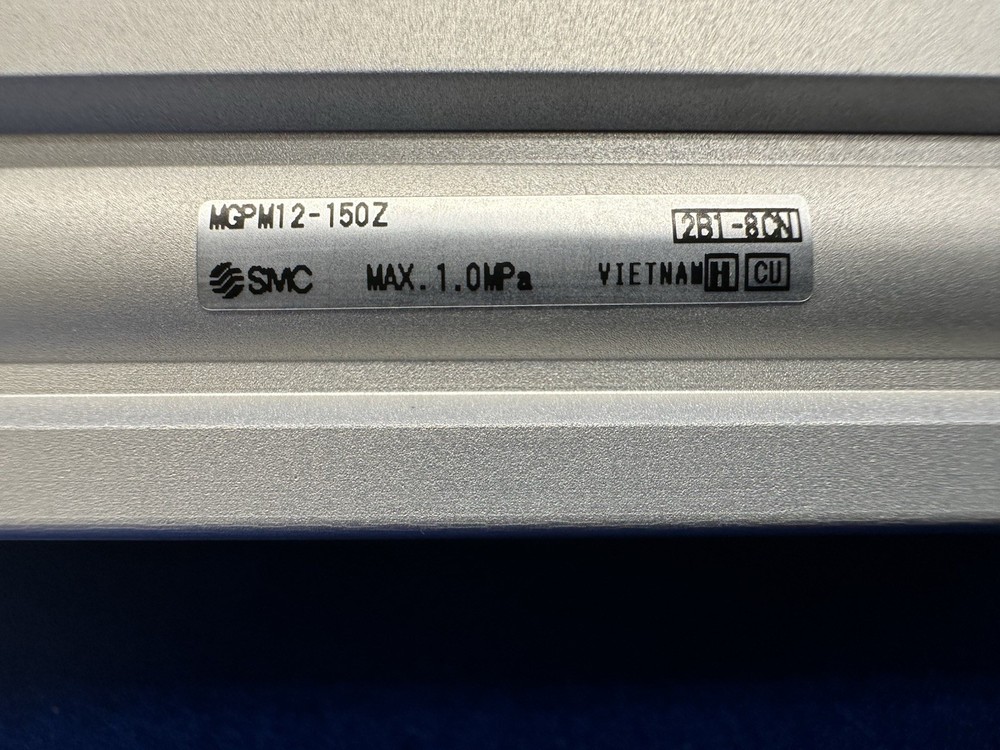 MGPM12-150Z 2B1-8CN
SMC MAX.1.0MPa VIETNAM H CU